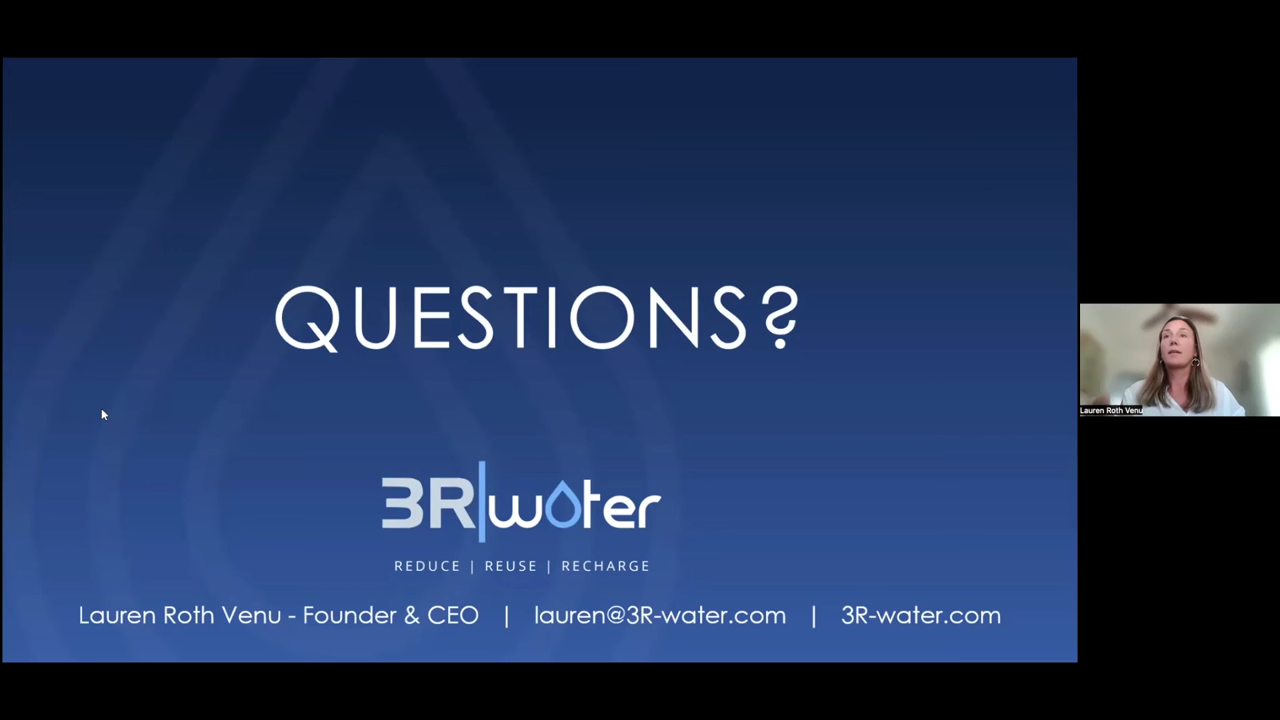 QUESTIONS?
3R|water
REDUCE | REUSE | RECHARGE
Lauren Roth Venu - Founder & CEO | lauren@3R-water.com | 3R-water.com
Lauren Roth Venu